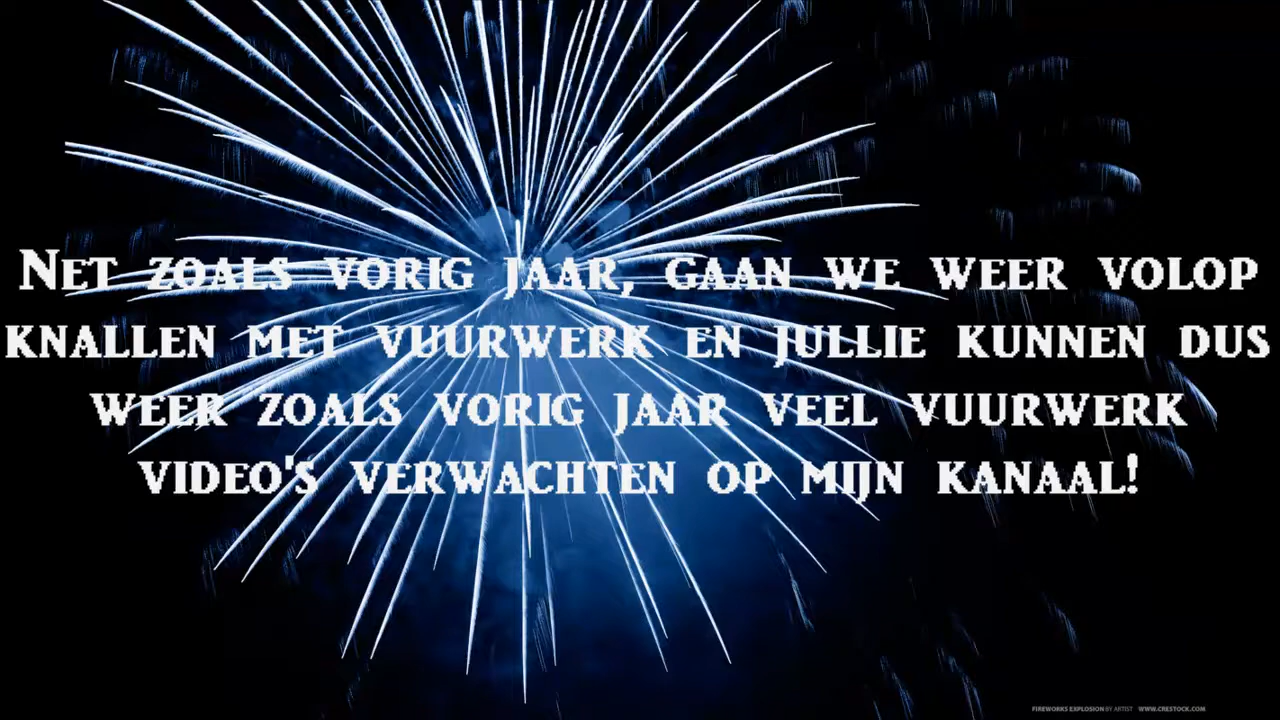 Net zoals vorig jaar, gaan we weer volop
knallen met vuurwerk en jullie kunnen dus
weer zoals vorig jaar veel vuurwerk
video's verwachten op mijn kanaal!
FIREWORKS EXPLOSION BY ARTIST WWW.CRESTOCK.COM